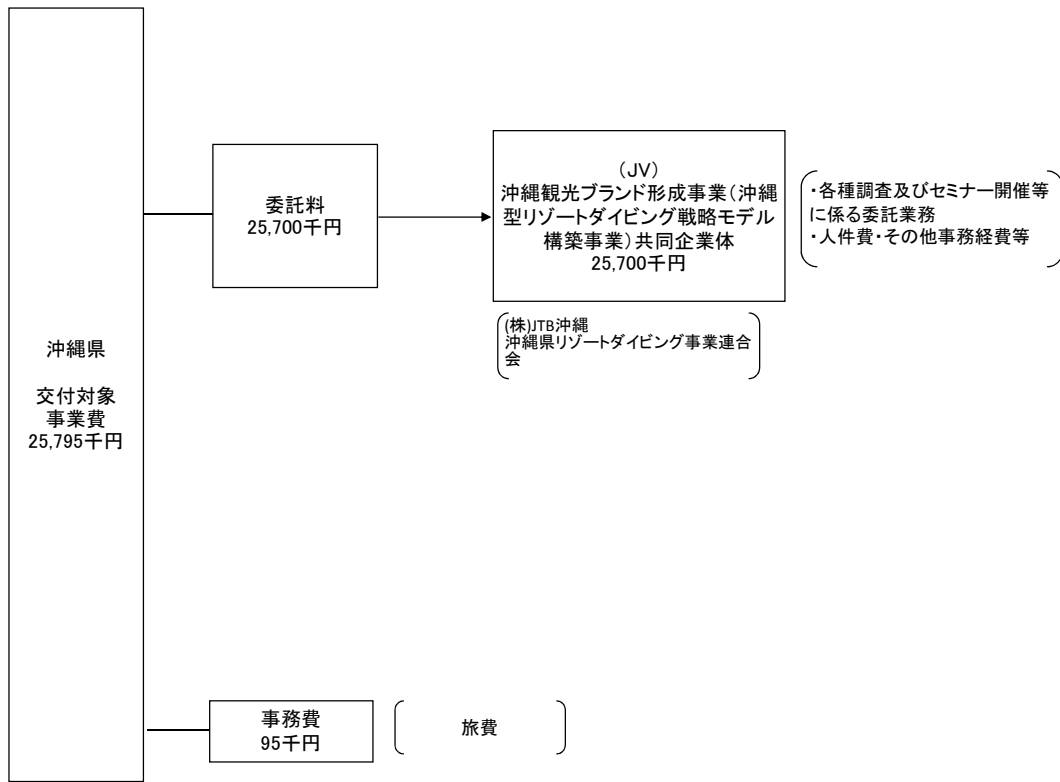 沖縄県
交付対象
事業費
25,795千円
委託料
25,700千円
（JV）
沖縄観光ブランド形成事業（沖縄
型リゾートダイビング戦略モデル
構築事業）共同企業体
25,700千円
・各種調査及びセミナー開催等
に係る委託業務
・人件費・その他事務経費等
(株)JTB沖縄
沖縄県リゾートダイビング事業連合
会
事務費
95千円
旅費